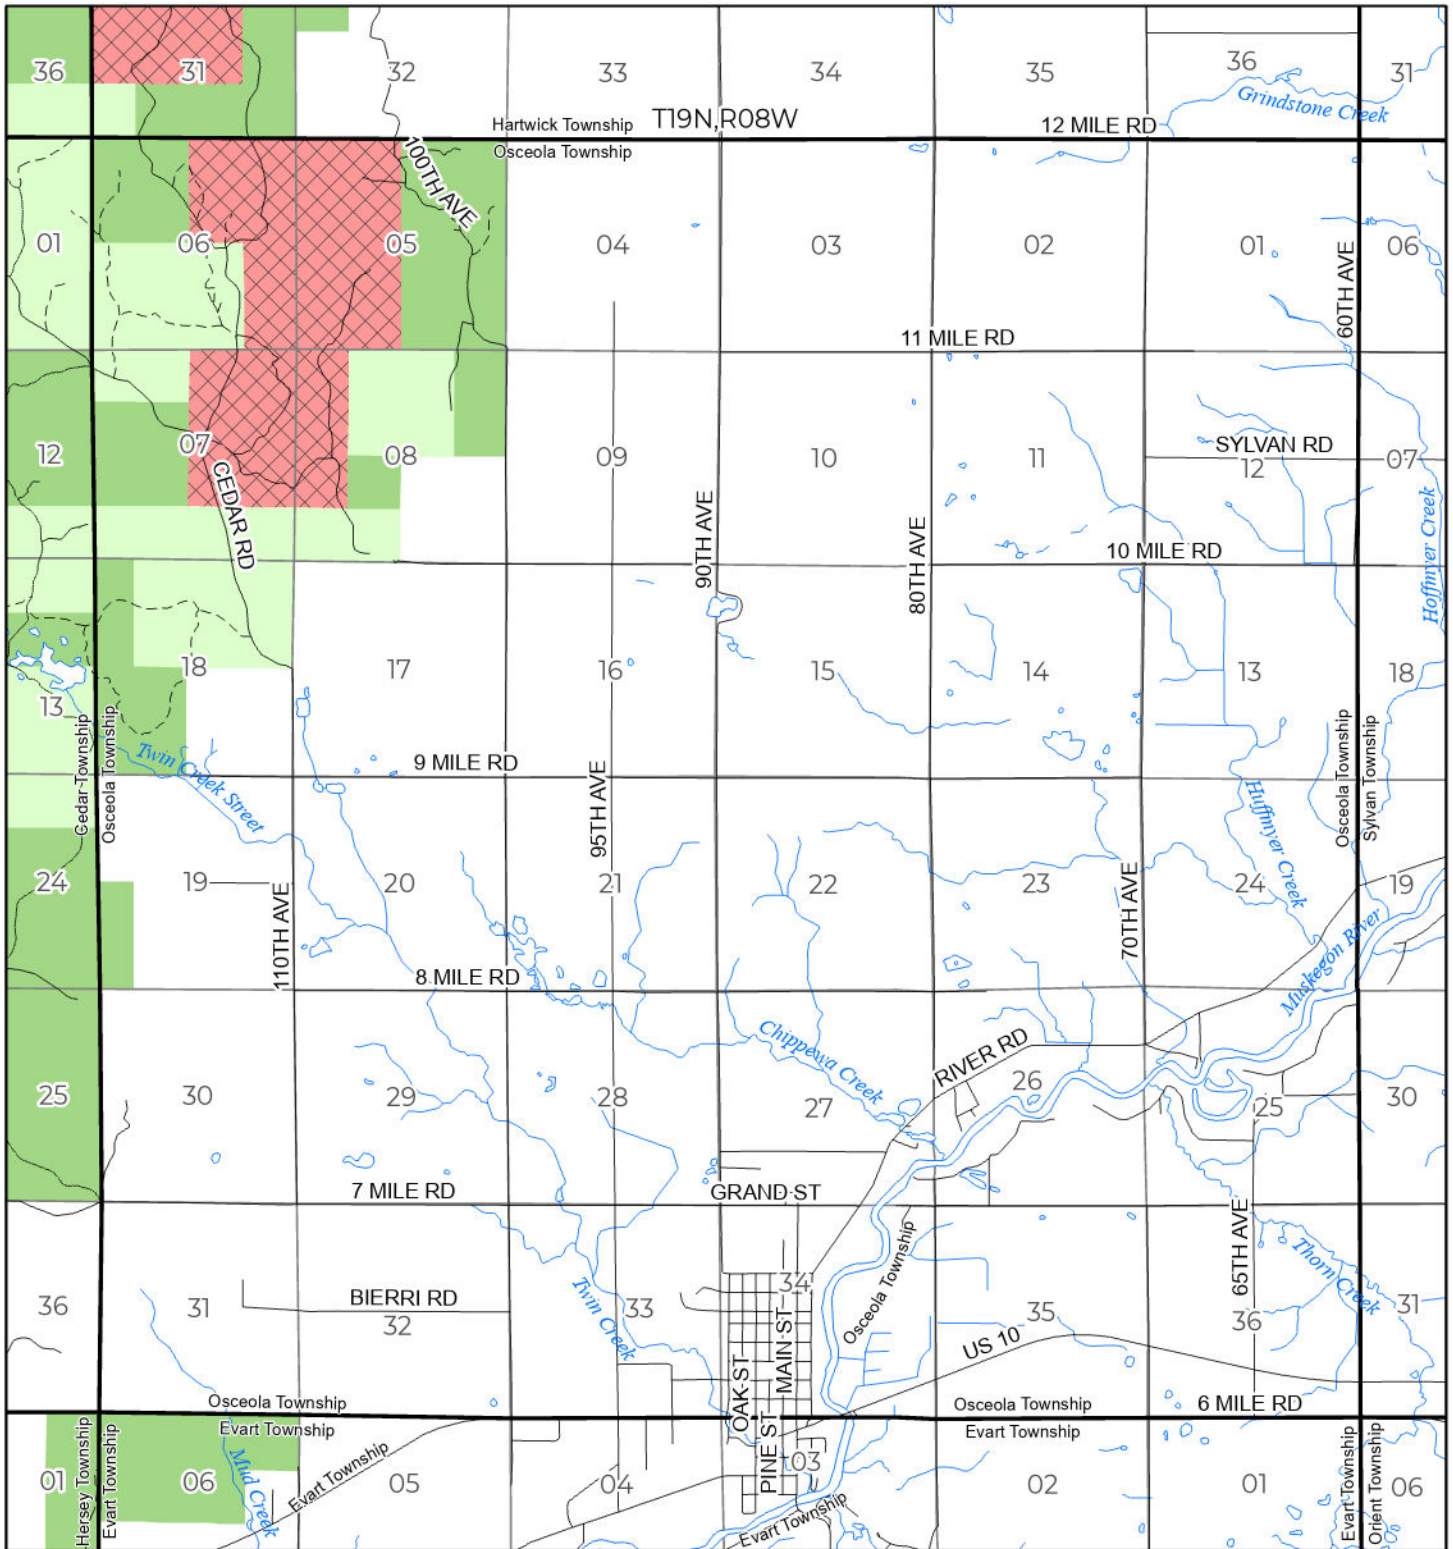 36
31
32
33
34
35
36
31
Grindstone Creek
Hartwick Township
T19N,R08W
12 MILE RD
Osceola Township
100TH AVE
01
06
05
04
03
02
01
06
60TH AVE
11 MILE RD
12
07
08
09
10
11
SYLVAN RD
12
07
CEDAR RD
90TH AVE
80TH AVE
10 MILE RD
Hoffmyer Creek
13
18
17
16
15
14
13
18
Cedar Township
Osceola Township
Osceola Township
Sylvan Township
Twin Creek Street
9 MILE RD
95TH AVE
Huffmyer Creek
24
19
20
21
22
23
24
19
110TH AVE
70TH AVE
8 MILE RD
Muskegon River
Chippewa Creek
RIVER RD
25
30
29
28
27
26
25
30
7 MILE RD
GRAND ST
65TH AVE
Osceola Township
Thorn Creek
36
31
BIERRI RD
32
33
34
35
36
31
Twin Creek
MAIN ST
OAK ST
US 10
Osceola Township
Osceola Township
6 MILE RD
Evart Township
Evart Township
PINE ST
Hersey Township
Evart Township
Evart Township
Orient Township
01
06
Mud Creek
Evart Township
05
04
03
02
01
06
Evart Township